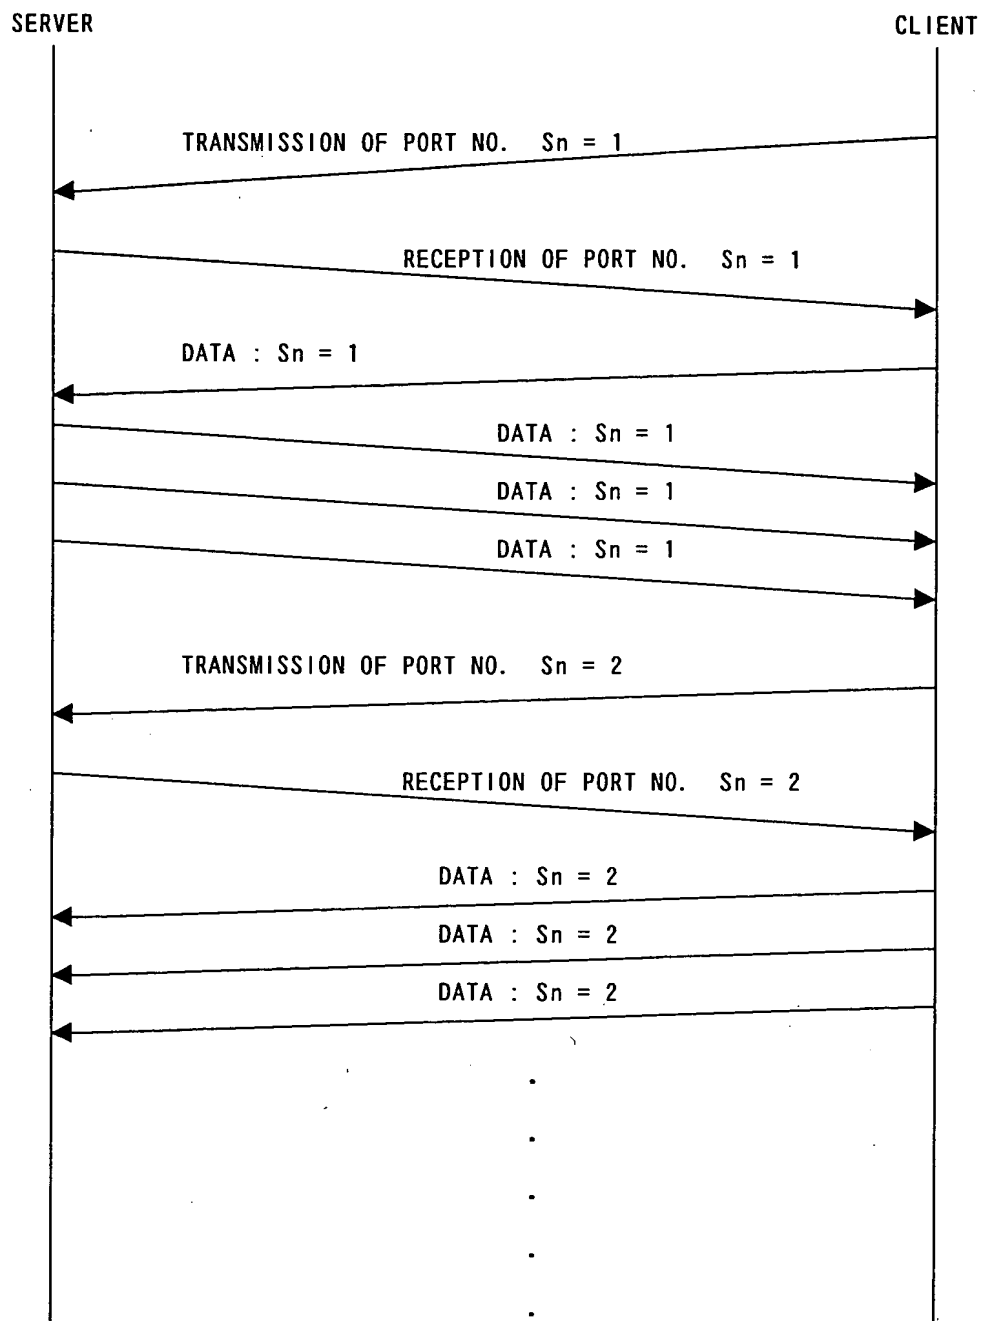 SERVER
CLIENT
TRANSMISSION OF PORT NO. Sn = 1
RECEPTION OF PORT NO. Sn = 1
DATA : Sn = 1
DATA : Sn = 1
DATA : Sn = 1
DATA : Sn = 1
TRANSMISSION OF PORT NO. Sn = 2
RECEPTION OF PORT NO. Sn = 2
DATA : Sn = 2
DATA : Sn = 2
DATA : Sn = 2